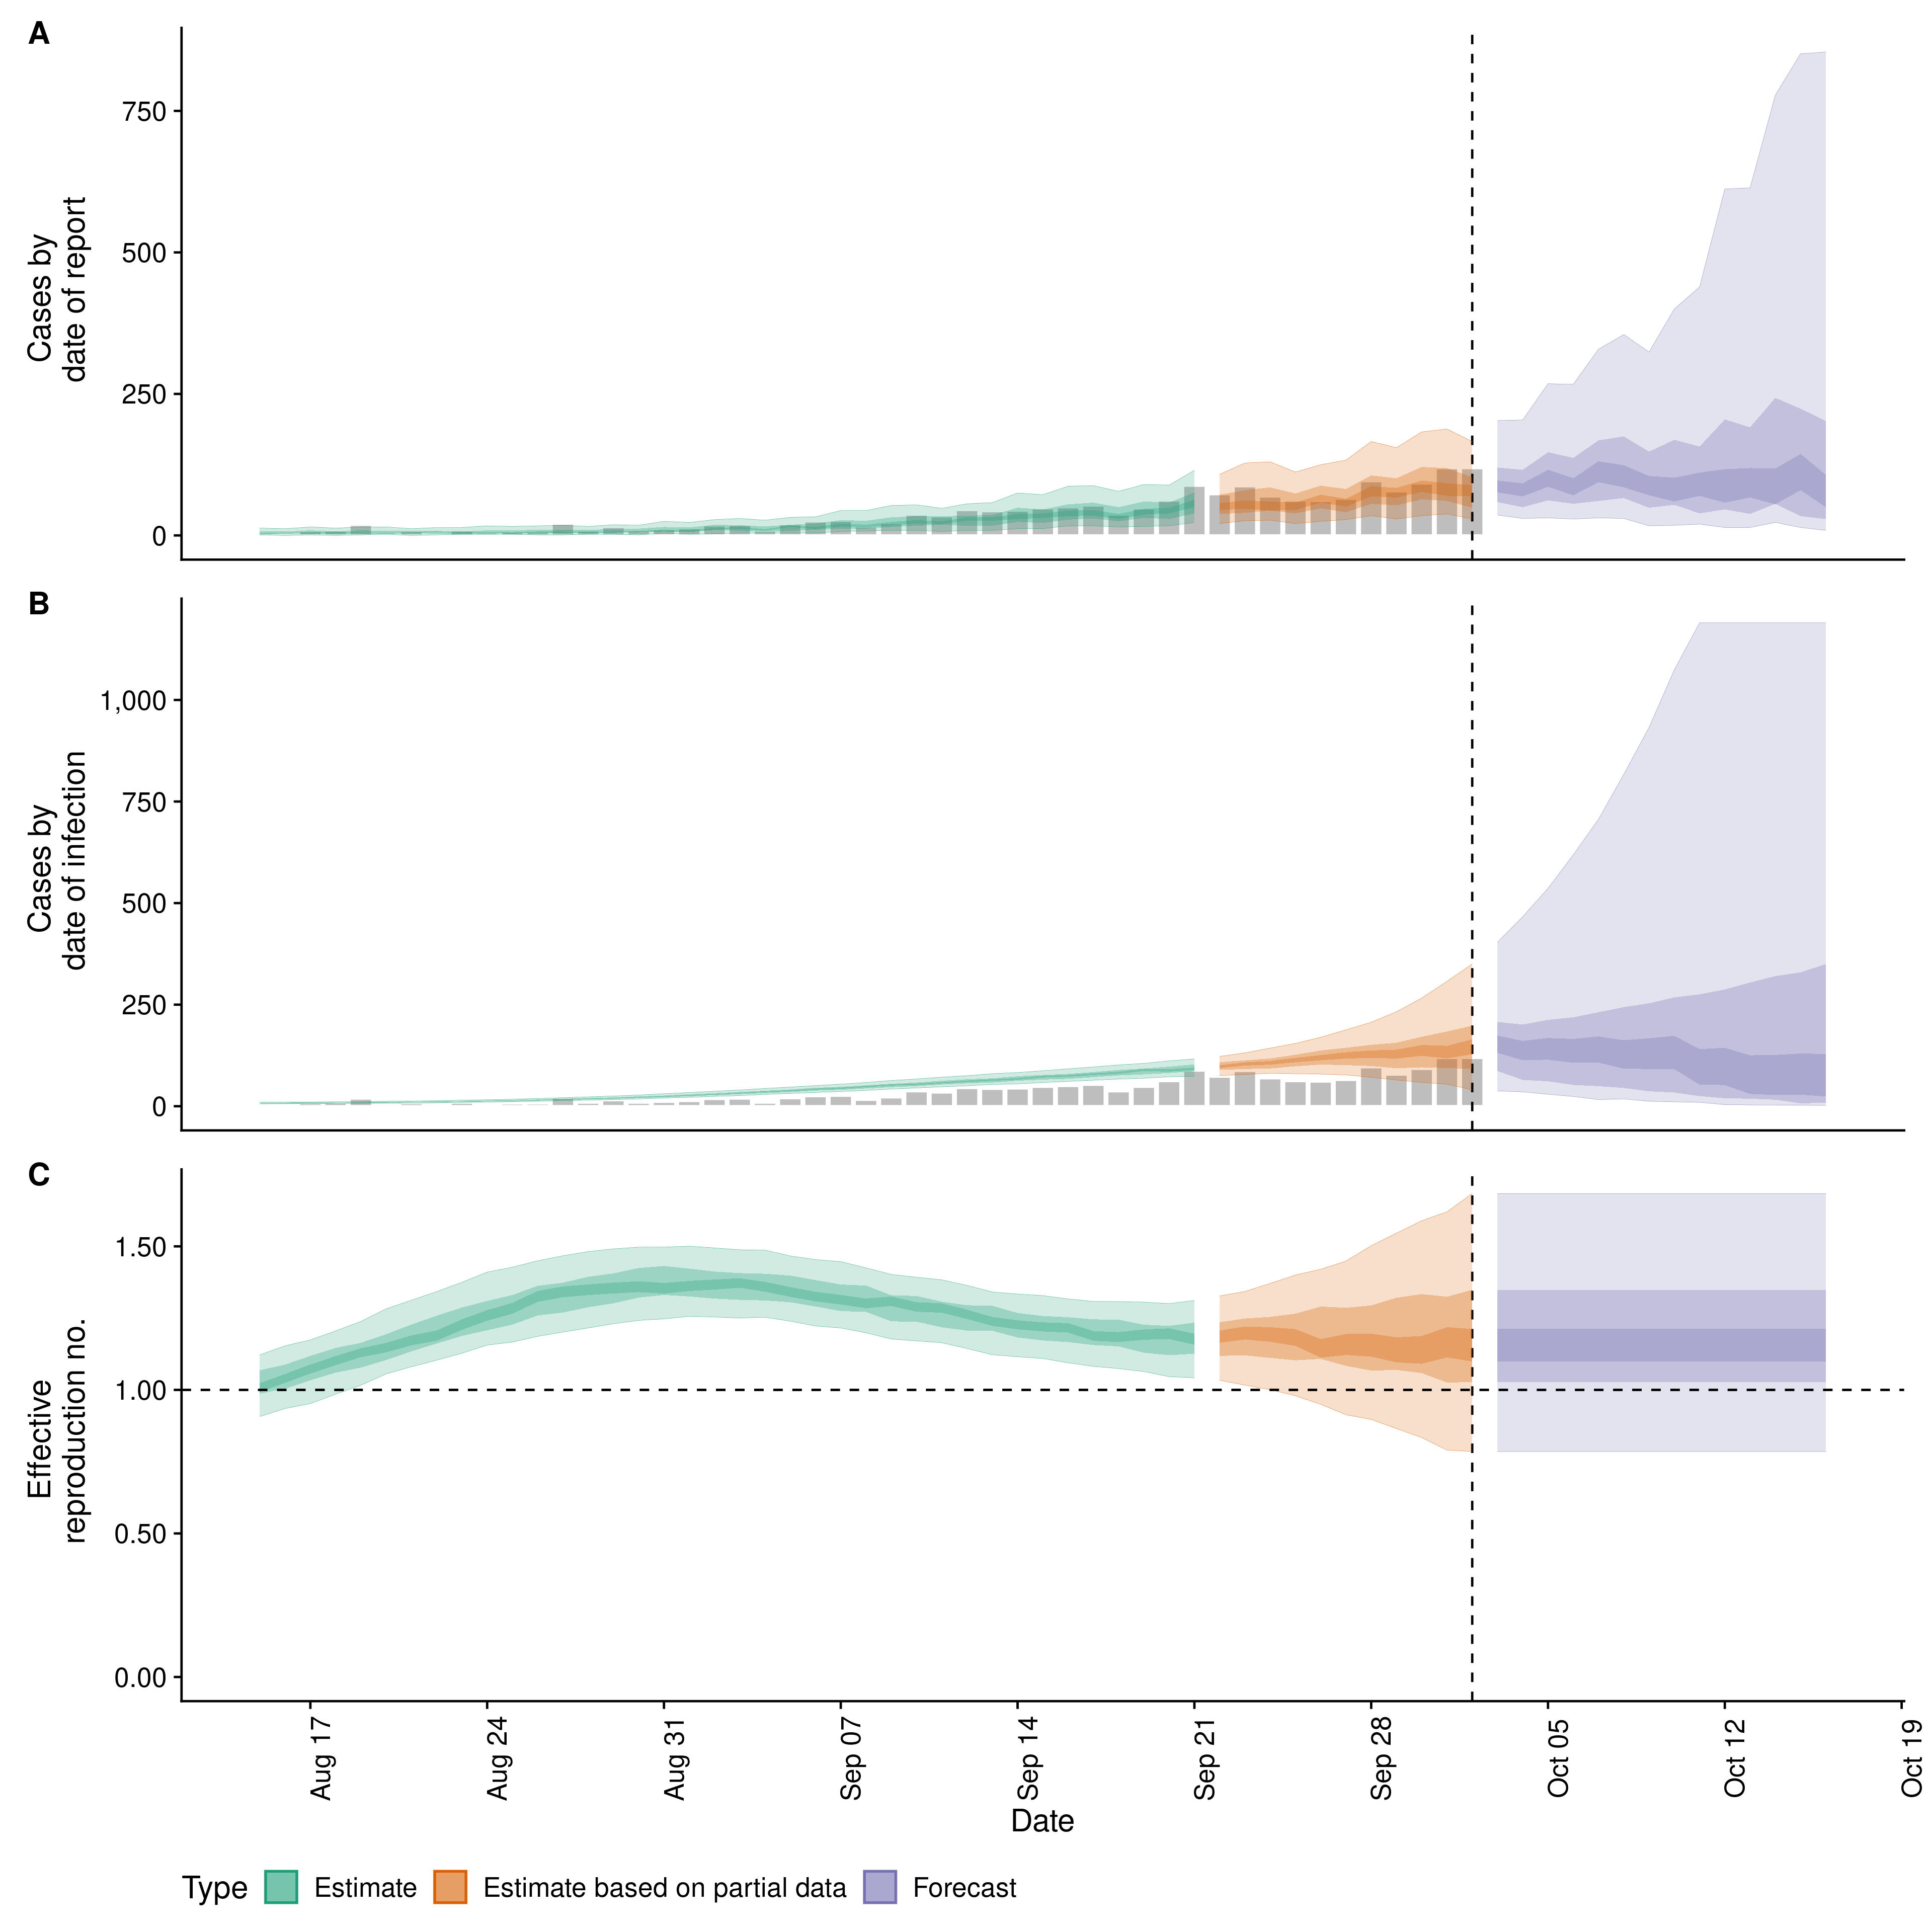 A
Cases by
date of report
750
500
250
0
B
Cases by
date of infection
1,000
750
500
250
0
C
Effective
reproduction no.
1.50
1.00
0.50
0.00
Aug 17
Aug 24
Aug 31
Sep 07
Sep 14
Sep 21
Sep 28
Oct 05
Oct 12
Oct 19
Date
Type Estimate Estimate based on partial data Forecast